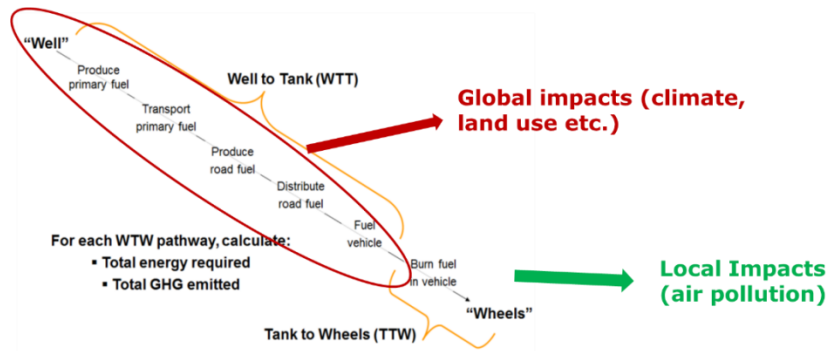 “Well”
Produce
primary fuel
Well to Tank (WTT)
Transport
primary fuel
Global impacts (climate,
land use etc.)
Produce
road fuel
Distribute
road fuel
Fuel
vehicle
For each WTW pathway, calculate:
▪ Total energy required
▪ Total GHG emitted
Burn fuel
in vehicle
Local Impacts
(air pollution)
“Wheels”
Tank to Wheels (TTW)